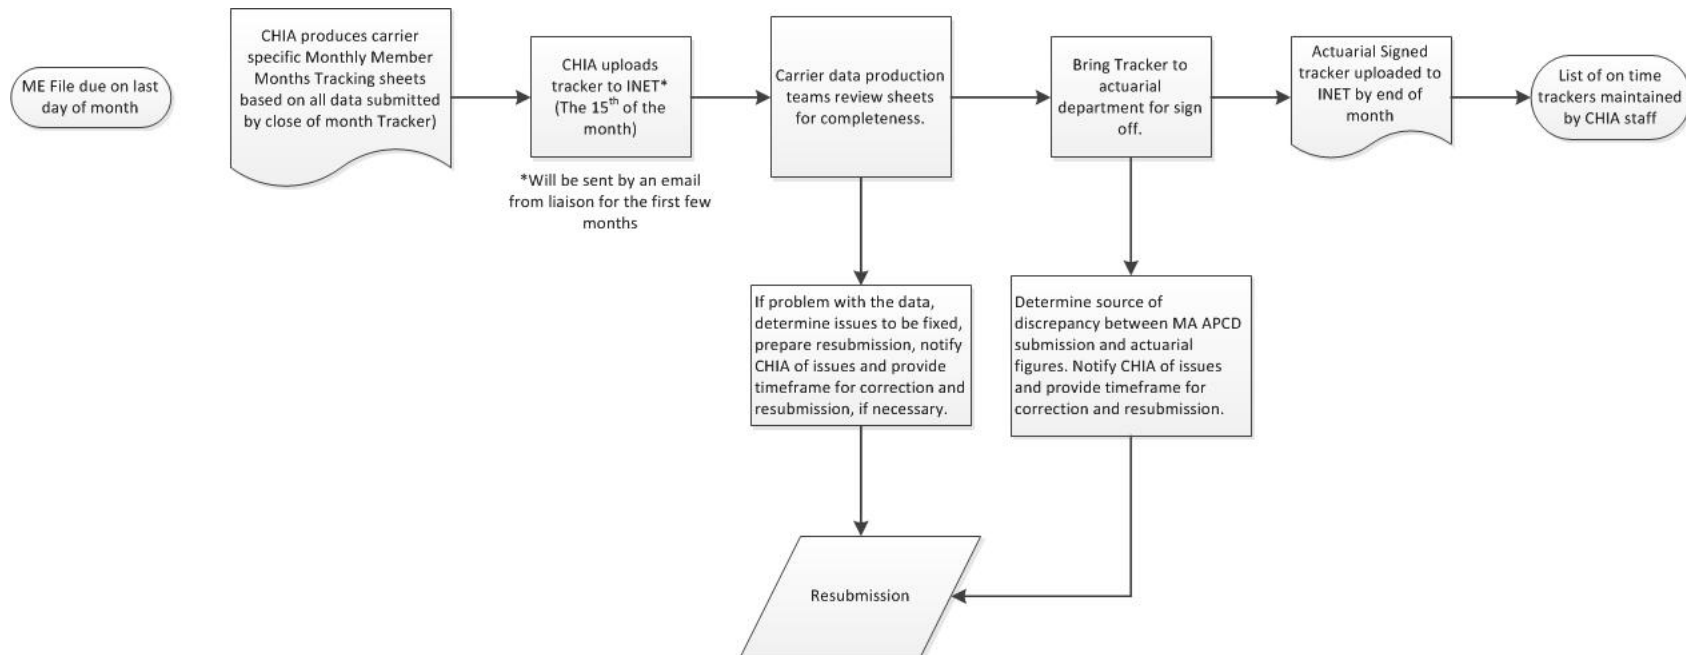 ME File due on last
day of month
CHIA produces carrier
specific Monthly Member
Months Tracking sheets
based on all data submitted
by close of month Tracker)
CHIA uploads
tracker to INET*
(The 15th of the
month)
*Will be sent by an email
from liaison for the first few
months
Carrier data production
teams review sheets
for completeness.
Bring Tracker to
actuarial
department for sign
off.
Actuarial Signed
tracker uploaded to
INET by end of
month
List of on time
trackers maintained
by CHIA staff
If problem with the data,
determine issues to be fixed,
prepare resubmission, notify
CHIA of issues and provide
timeframe for correction and
resubmission, if necessary.
Determine source of
discrepancy between MA APCD
submission and actuarial
figures. Notify CHIA of issues
and provide timeframe for
correction and resubmission.
Resubmission